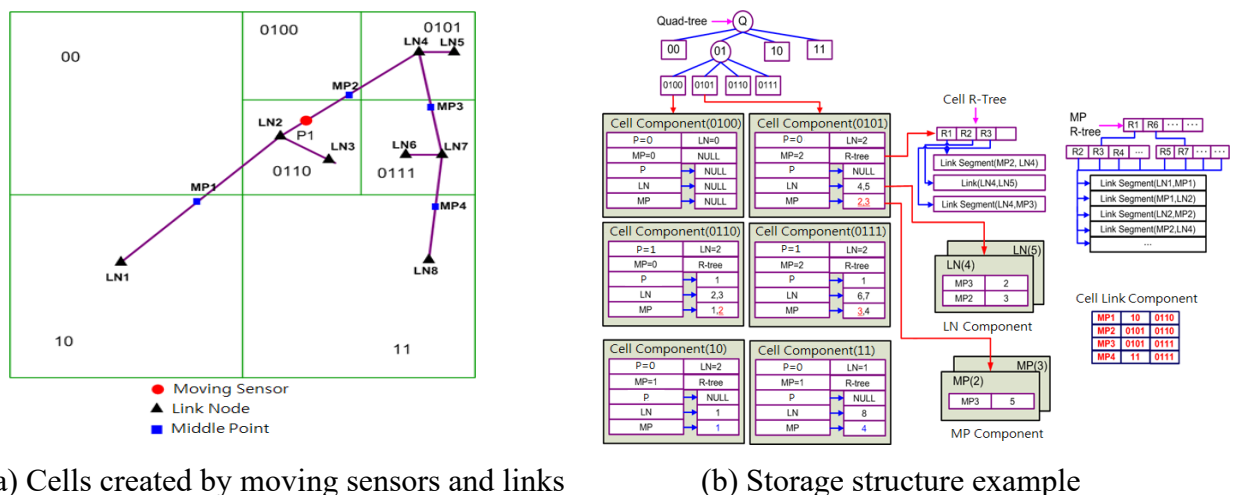 00
0100
0101
LN4
LN5
MP2
MP3
LN2
P1
LN3
LN6
LN7
0110
0111
MP1
MP4
LN1
LN8
10
11
Moving Sensor
Link Node
Middle Point
a) Cells created by moving sensors and links
Quad-tree
Q
00
01
10
11
0100
0101
0110
0111
Cell Component(0100)
P=0 LN=0
MP=0 NULL
P NULL
LN NULL
MP NULL
Cell Component(0101)
P=0 LN=2
MP=2 R-tree
P NULL
LN 4,5
MP 2,3
Cell Component(0110)
P=1 LN=2
MP=0 R-tree
P 1
LN 2,3
MP 1,2
Cell Component(0111)
P=1 LN=2
MP=2 R-tree
P 1
LN 6,7
MP 3,4
Cell Component(10)
P=0 LN=2
MP=1 R-tree
P NULL
LN 1
MP 1
Cell Component(11)
P=0 LN=1
MP=1 R-tree
P NULL
LN 8
MP 4
Cell R-Tree
R1 R2 R3
Link Segment(MP2, LN4)
Link(LN4,LN5)
Link Segment(LN4,MP3)
LN(5)
LN(4)
MP3 2
MP2 3
LN Component
MP(3)
MP(2)
MP3 5
MP Component
MP
R-tree
R1 R6 ... ...
R2 R3 R4 ...
R5 R7 ... ...
Link Segment(LN1,MP1)
Link Segment(MP1,LN2)
Link Segment(LN2,MP2)
Link Segment(MP2,LN4)
...
Cell Link Component
MP1 10 0110
MP2 0101 0110
MP3 0101 0111
MP4 11 0111
(b) Storage structure example